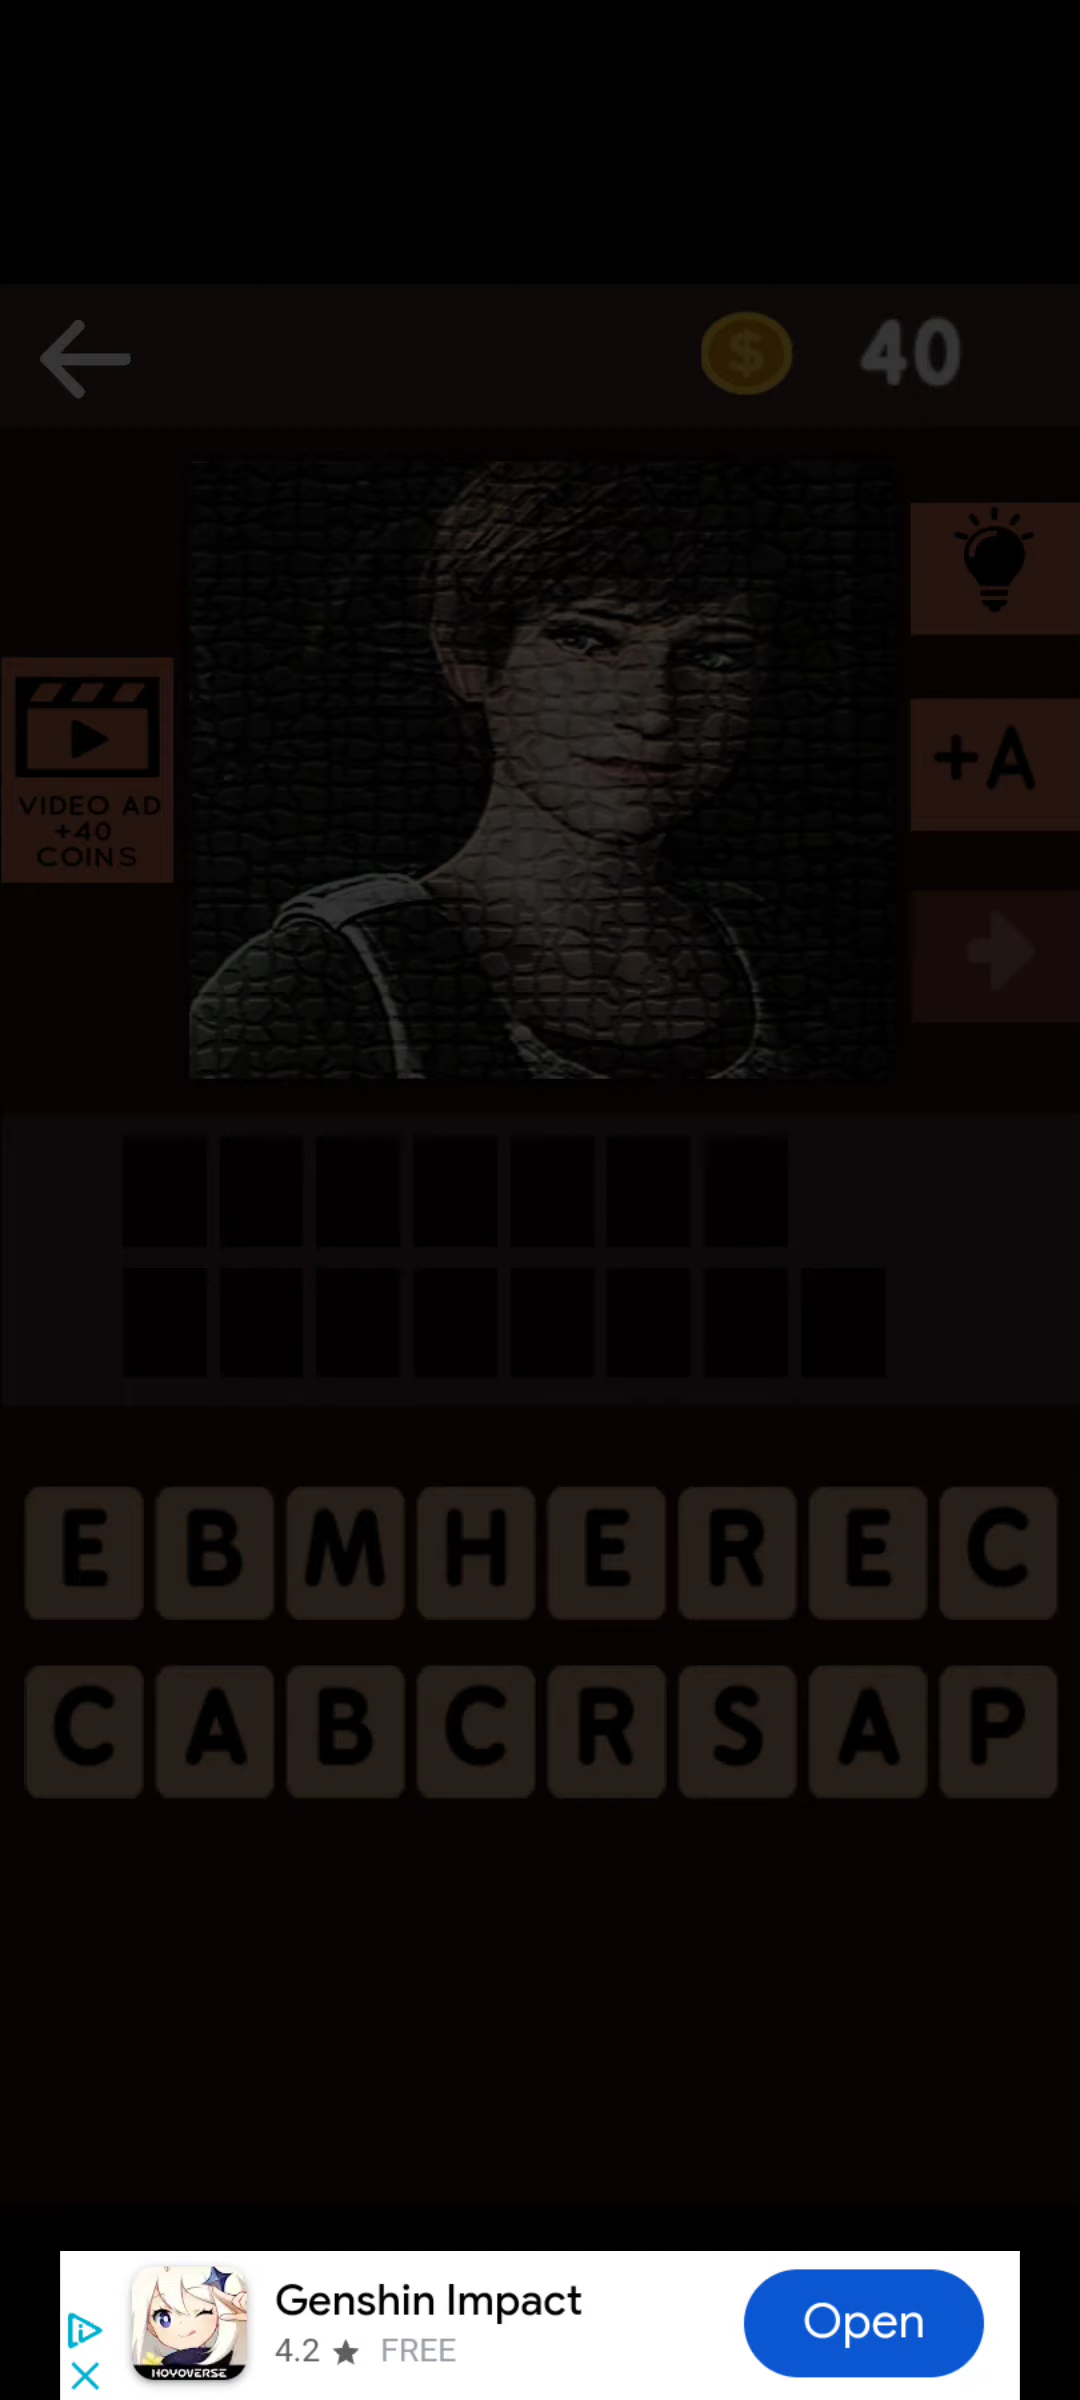 $ 40
VIDEO AD
+40
COINS
+A
E B M H E R E C
C A B C R S A P
Genshin Impact
4.2 ★ FREE
HOYOVERSE
Open